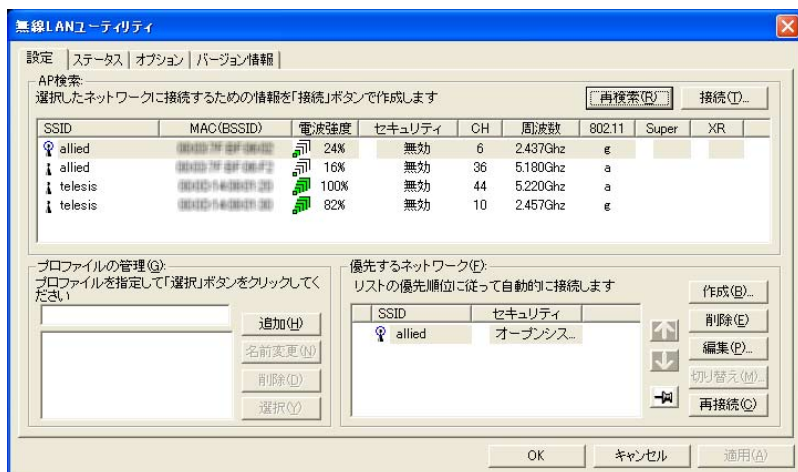 無線LANユーティリティ
設定 ステータス オプション バージョン情報
AP検索:
選択したネットワークに接続するための情報を「接続」ボタンで作成します
再検索(R)
接続(T)...
SSID MAC(BSSID) 電波強度 セキュリティ CH 周波数 802.11 Super XR
allied 24% 無効 6 2.437Ghz g
allied 16% 無効 36 5.180Ghz a
telesis 100% 無効 44 5.220Ghz a
telesis 82% 無効 10 2.457Ghz g
プロファイルの管理(G):
プロファイルを指定して「選択」ボタンをクリックしてく
ださい
追加(H)
名前変更(N)
削除(D)
選択(Y)
優先するネットワーク(F):
リストの優先順位に従って自動的に接続します
SSID セキュリティ
allied オープンシス...
作成(B)...
削除(E)
編集(P)...
切り替え(M)...
再接続(C)
OK
キャンセル
適用(A)